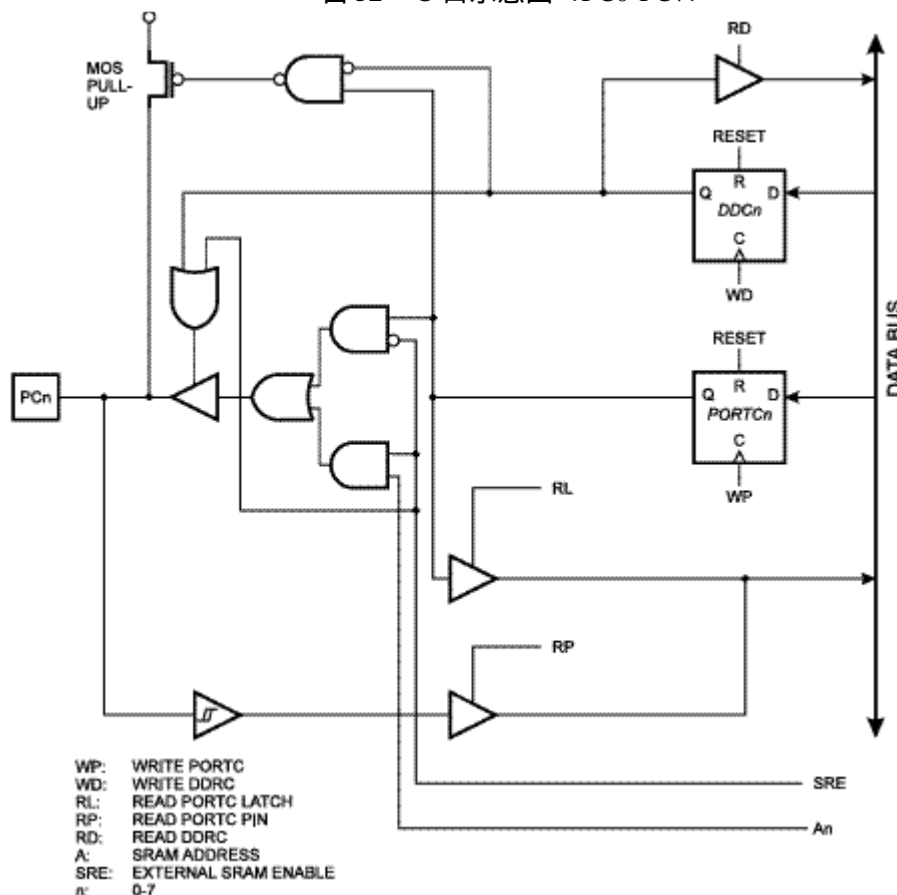 RD
MOS
PULL-
UP
RESET
R
Q
D
DDCn
C
WD
RESET
R
Q
D
PORTCn
C
WP
DATA BUS
PCn
RL
RP
WP: WRITE PORTC
WD: WRITE DDRC
RL: READ PORTC LATCH
RP: READ PORTC PIN
RD: READ DDRC
A: SRAM ADDRESS
SRE: EXTERNAL SRAM ENABLE
n: 0-7
SRE
An